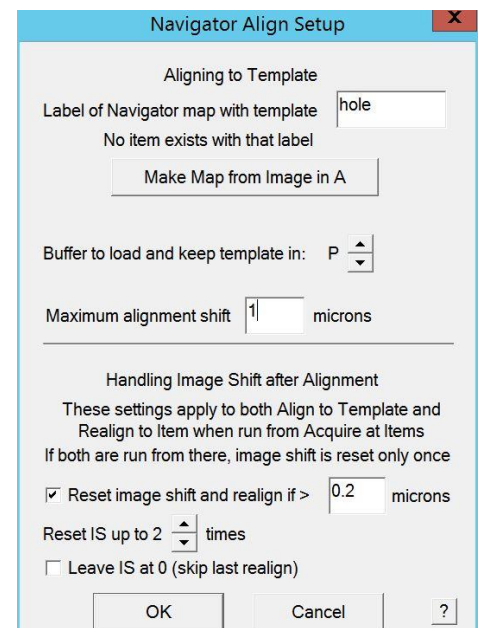 Navigator Align Setup
X
Aligning to Template
Label of Navigator map with template hole
No item exists with that label
Make Map from Image in A
Buffer to load and keep template in: P
Maximum alignment shift 1 microns
Handling Image Shift after Alignment
These settings apply to both Align to Template and
Realign to Item when run from Acquire at Items
If both are run from there, image shift is reset only once
Reset image shift and realign if > 0.2 microns
Reset IS up to 2 times
Leave IS at 0 (skip last realign)
OK Cancel ?